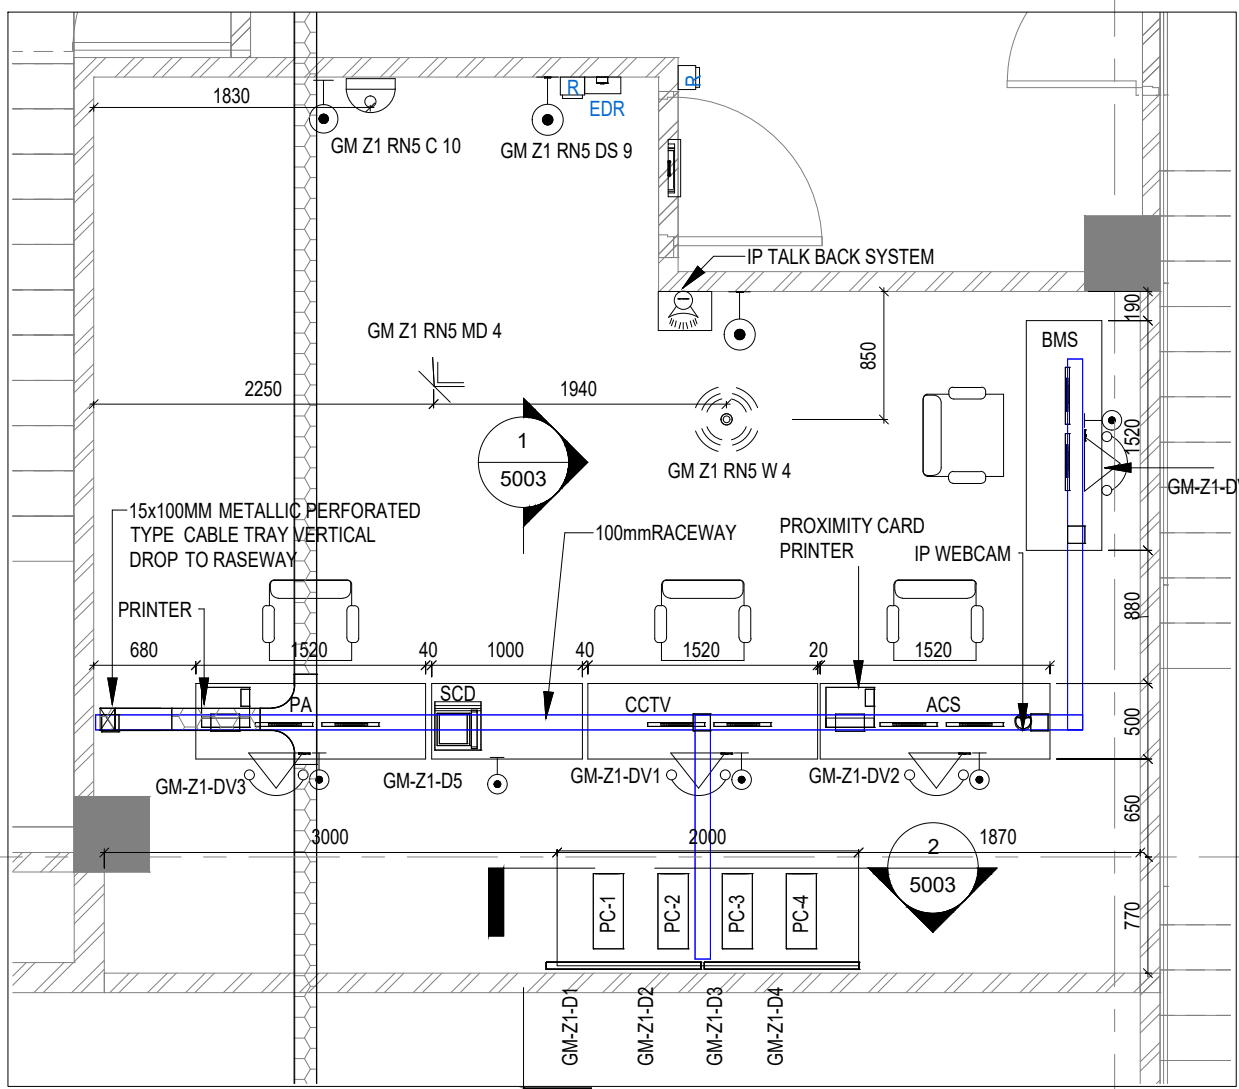 1830
R
EDR
R
GM Z1 RN5 C 10
GM Z1 RN5 DS 9
IP TALK BACK SYSTEM
190
BMS
GM Z1 RN5 MD 4
850
2250
1940
1
5003
GM Z1 RN5 W 4
1520
GM-Z1-DV
15x100MM METALLIC PERFORATED
TYPE CABLE TRAY VERTICAL
DROP TO RASEWAY
100mmRACEWAY
PROXIMITY CARD
PRINTER
IP WEBCAM
PRINTER
880
680
1520
40
1000
40
1520
20
1520
PA
SCD
CCTV
ACS
500
GM-Z1-DV3
GM-Z1-D5
GM-Z1-DV1
GM-Z1-DV2
650
3000
2000
1870
2
5003
PC-1
PC-2
PC-3
PC-4
770
GM-Z1-D1
GM-Z1-D2
GM-Z1-D3
GM-Z1-D4